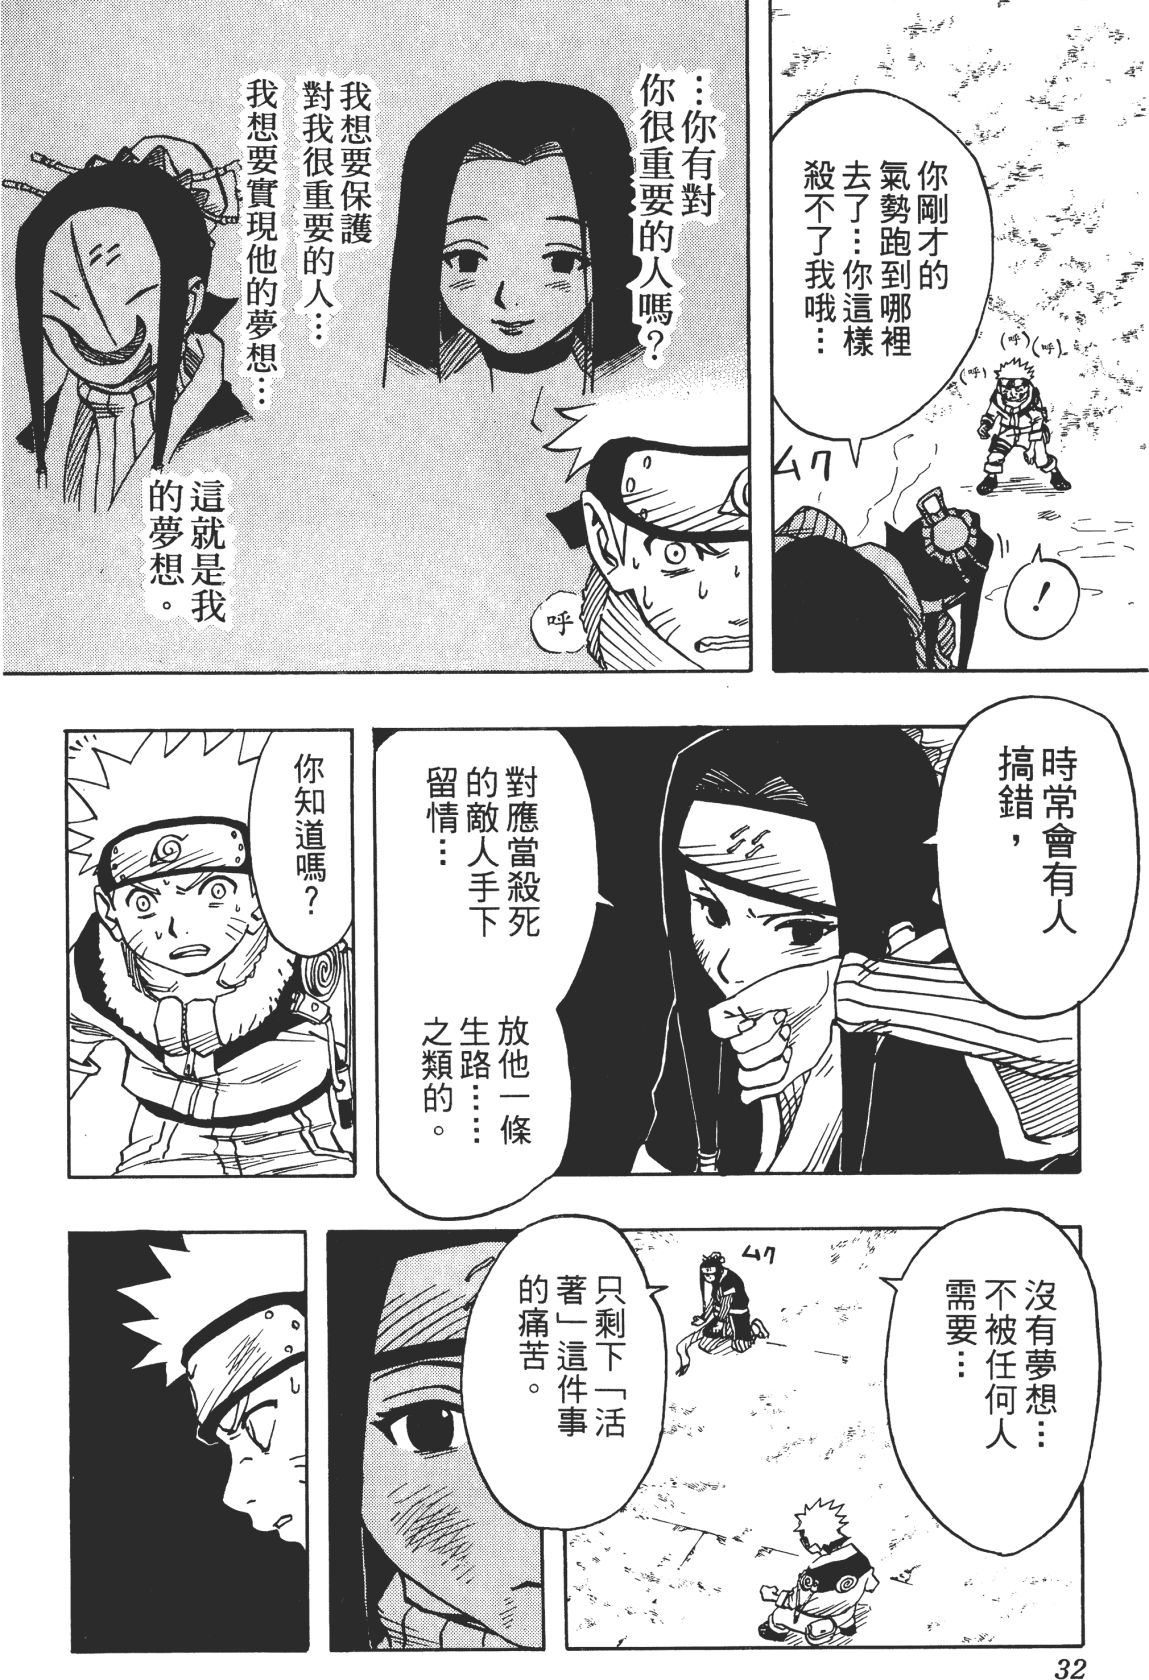 你剛才的
氣勢跑到哪裡
去了…你這樣
殺不了我哦…
(呼)
(呼)
(呼)
ムク
！
…你有對
你很重要的人嗎？
我想要保護
對我很重要的人…
我想要實現他的夢想…
這就是我
的夢想。
呼
時常會有人
搞錯，
對應當殺死
的敵人手下
留情…
放他一條
生路……
之類的。
你知道嗎？
沒有夢想…
不被任何人
需要…
ムク
只剩下「活
著」這件事
的痛苦。
32